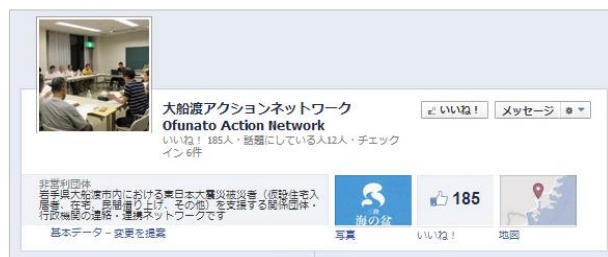 大船渡アクションネットワーク
Ofunato Action Network
いいね！ 185人・話題にしている人12人・チェック
イン 6件
いいね！
メッセージ
非営利団体
岩手県大船渡市内における東日本大震災被災者（仮設住宅入
居者、在宅、民間借り上げ、その他）を支援する関係団体・
行政機関の連絡・連携ネットワークです
基本データ - 変更を提案
海の盆
写真
185
いいね！
地図